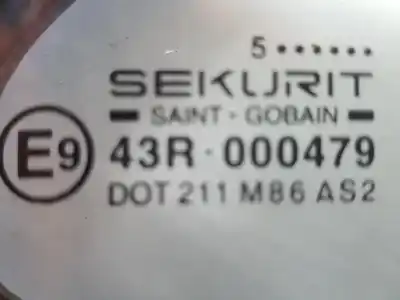 5••••••
SEKURIT
SAINT-GOBAIN
E9 43R·000479
DOT 211 M86 AS2